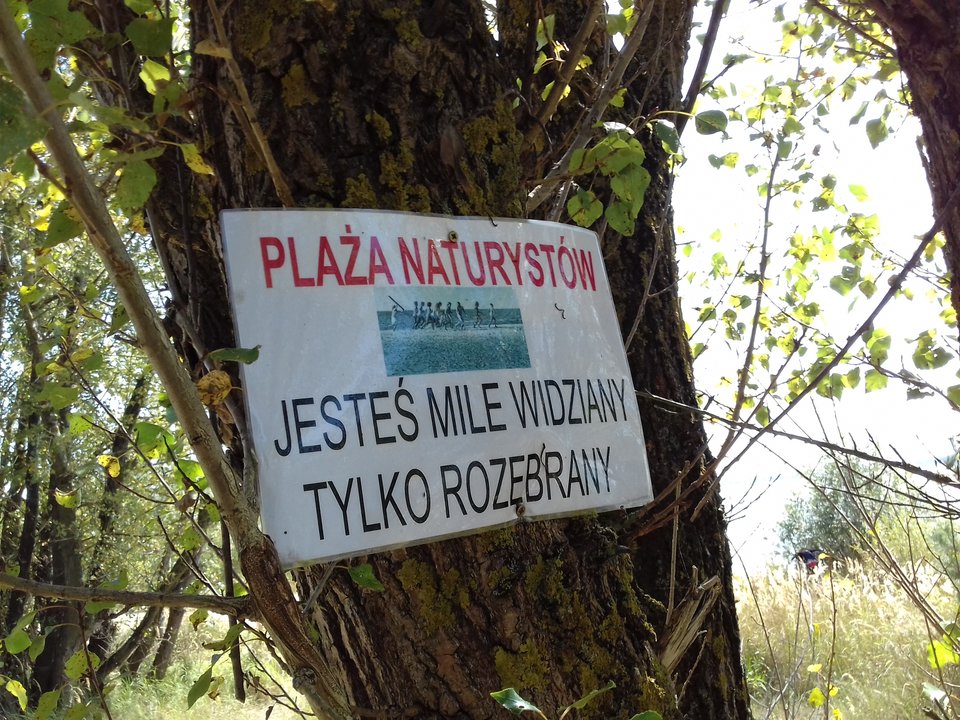 PLAŻA NATURYSTÓW
JESTEŚ MILE WIDZIANY
TYLKO ROZEBRANY